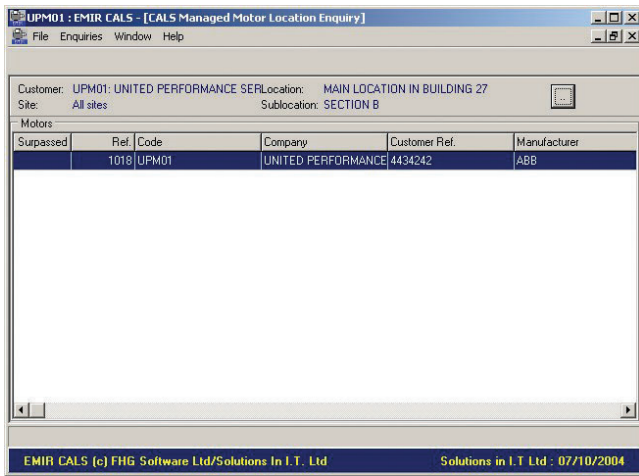 UPM01 : EMIR CALS - [CALS Managed Motor Location Enquiry]
File Enquiries Window Help
Customer: UPM01: UNITED PERFORMANCE SER Location: MAIN LOCATION IN BUILDING 27
Site: All sites Sublocation: SECTION B
..
Motors
Surpassed Ref. Code Company Customer Ref. Manufacturer
1018 UPM01 UNITED PERFORMANCE 4434242 ABB
EMIR CALS (c) FHG Software Ltd/Solutions In I.T. Ltd Solutions in I.T Ltd : 07/10/2004